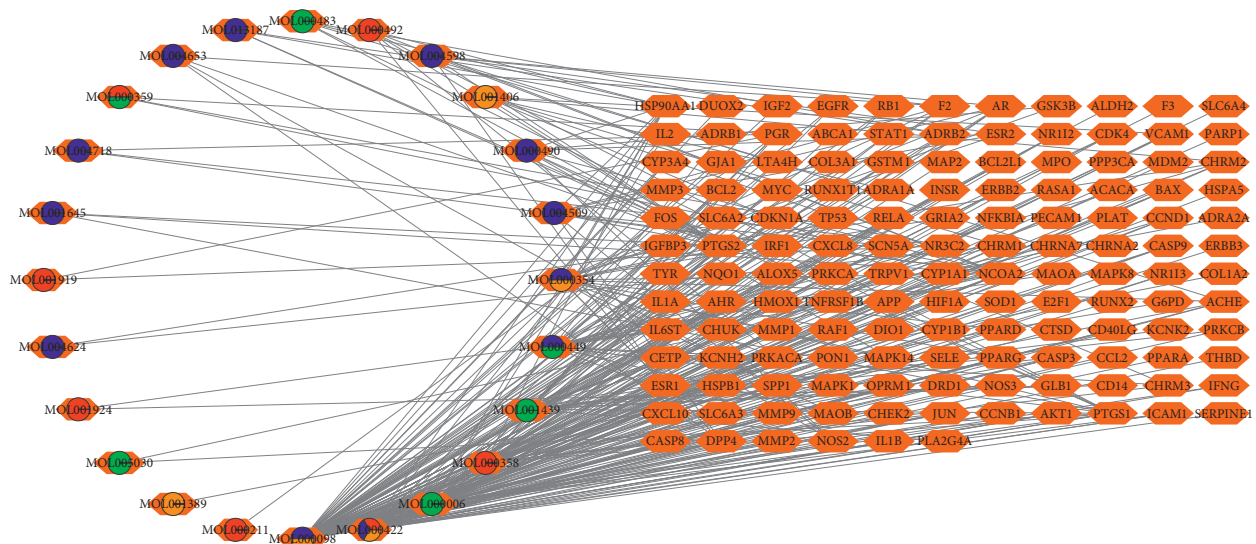 MOL000483
MOL013187
MOL000492
MOL004653
MOL004598
MOL000359
MOL001406
MOL004718
MOL000490
MOL001645
MOL004509
MOL001919
MOL000354
MOL004624
MOL000449
MOL001924
MOL001439
MOL005030
MOL000358
MOL001389
MOL000006
MOL000211
MOL000098
MOL000422
HSP90AA1 DUOX2 IGF2 EGFR RB1 F2 AR GSK3B ALDH2 F3 SLC6A4
IL2 ADRB1 PGR ABCA1 STAT1 ADRB2 ESR2 NR1I2 CDK4 VCAM1 PARP1
CYP3A4 GJA1 LTA4H COL3A1 GSTM1 MAP2 BCL2L1 MPO PPP3CA MDM2 CHRM2
MMP3 BCL2 MYC RUNX1T1 ADRA1A INSR ERBB2 RASA1 ACACA BAX HSPA5
FOS SLC6A2 CDKN1A TP53 RELA GRIA2 NFKBIA PECAM1 PLAT CCND1 ADRA2A
IGFBP3 PTGS2 IRF1 CXCL8 SCN5A NR3C2 CHRM1 CHRNA7 CHRNA2 CASP9 ERBB3
TYR NQO1 ALOX5 PRKCA TRPV1 CYP1A1 NCOA2 MAOA MAPK8 NR1I3 COL1A2
IL1A AHR HMOX1 TNFRSF1B APP HIF1A SOD1 E2F1 RUNX2 G6PD ACHE
IL6ST CHUK MMP1 RAF1 DIO1 CYP1B1 PPARD CTSD CD40LG KCNK2 PRKCB
CETP KCNH2 PRKACA PON1 MAPK14 SELE PPARG CASP3 CCL2 PPARA THBD
ESR1 HSPB1 SPP1 MAPK1 OPRM1 DRD1 NOS3 GLB1 CD14 CHRM3 IFNG
CXCL10 SLC6A3 MMP9 MAOB CHEK2 JUN CCNB1 AKT1 PTGS1 ICAM1 SERPINE1
CASP8 DPP4 MMP2 NOS2 IL1B PLA2G4A